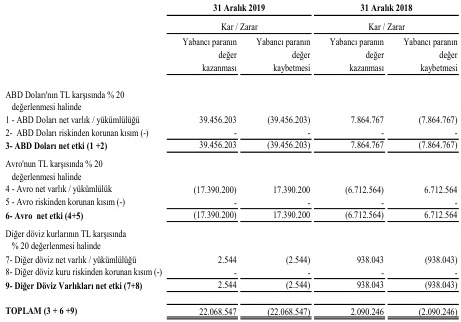 31 Aralık 2019 31 Aralık 2018
Kar / Zarar Kar / Zarar
Yabancı paranın Yabancı paranın Yabancı paranın Yabancı paranın
değer değer değer değer
kazanması kaybetmesi kazanması kaybetmesi
ABD Doları'nın TL karşısında % 20
değerlenmesi halinde
1 - ABD Doları net varlık / yükümlülüğü 39.456.203 (39.456.203) 7.864.767 (7.864.767)
2- ABD Doları riskinden korunan kısım (-) - - - -
3- ABD Doları net etki (1 +2) 39.456.203 (39.456.203) 7.864.767 (7.864.767)
Avro'nun TL karşısında % 20
değerlenmesi halinde
4 - Avro net varlık / yükümlülük (17.390.200) 17.390.200 (6.712.564) 6.712.564
5 - Avro riskinden korunan kısım (-) - - - -
6- Avro net etki (4+5) (17.390.200) 17.390.200 (6.712.564) 6.712.564
Diğer döviz kurlarının TL karşısında
% 20 değerlenmesi halinde
7- Diğer döviz net varlık / yükümlülüğü 2.544 (2.544) 938.043 (938.043)
8- Diğer döviz kuru riskinden korunan kısım (-) - - - -
9- Diğer Döviz Varlıkları net etki (7+8) 2.544 (2.544) 938.043 (938.043)
TOPLAM (3 + 6 +9) 22.068.547 (22.068.547) 2.090.246 (2.090.246)